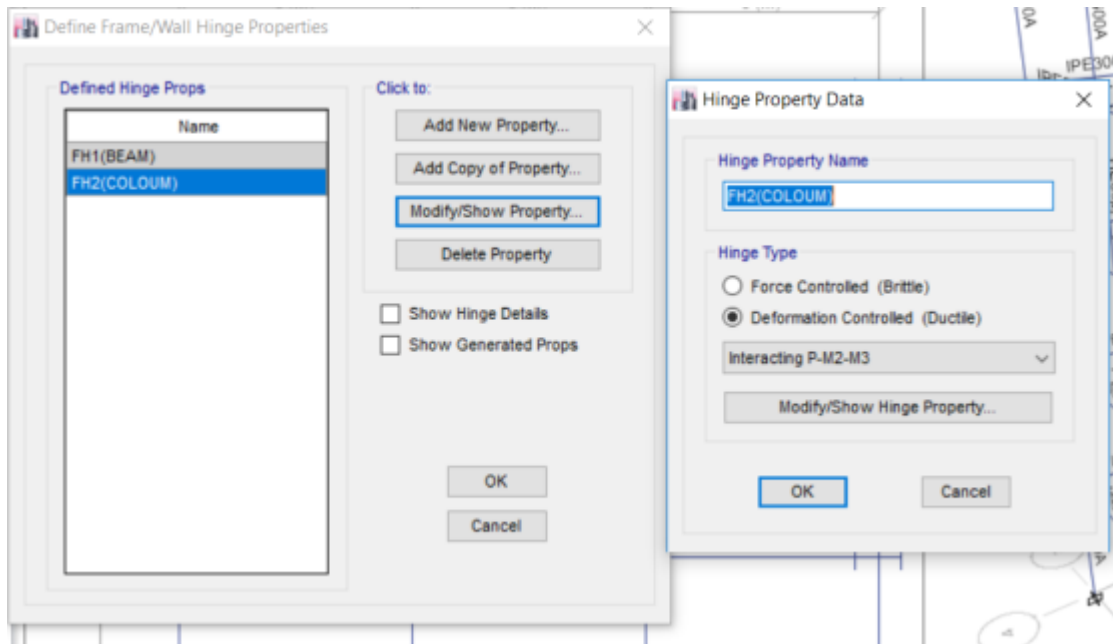 Define Frame/Wall Hinge Properties
Defined Hinge Props
Name
FH1(BEAM)
FH2(COLOUM)
Click to:
Add New Property...
Add Copy of Property...
Modify/Show Property...
Delete Property
Show Hinge Details
Show Generated Props
OK
Cancel
IPE300
Hinge Property Data
Hinge Property Name
FH2(COLOUM)
Hinge Type
Force Controlled (Brittle)
Deformation Controlled (Ductile)
Interacting P-M2-M3
Modify/Show Hinge Property...
OK
Cancel